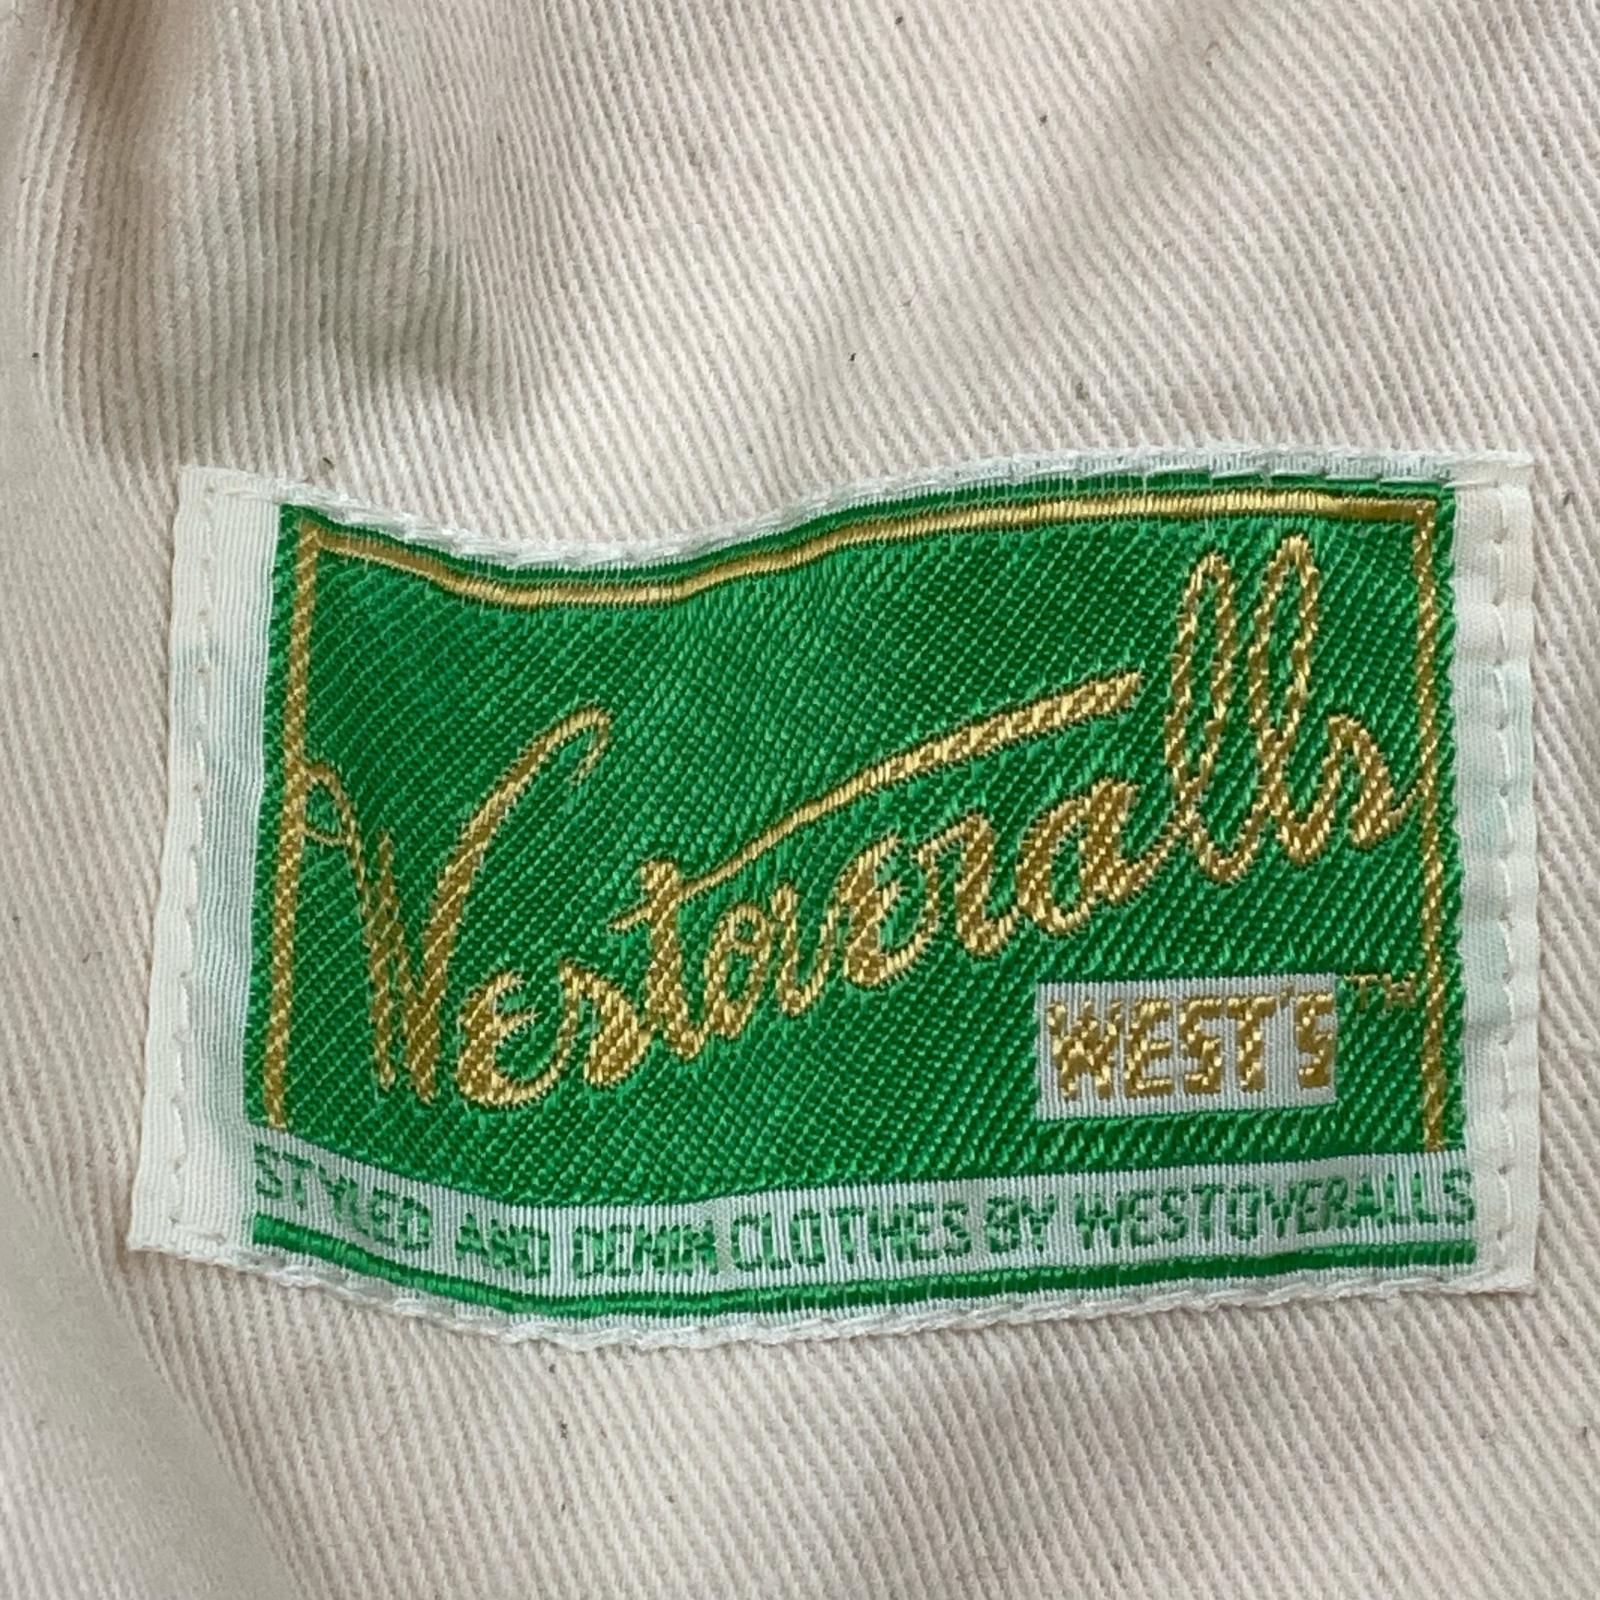 Westoveralls
WEST'S™
STYLED AND DENIM CLOTHES BY WESTOVERALLS